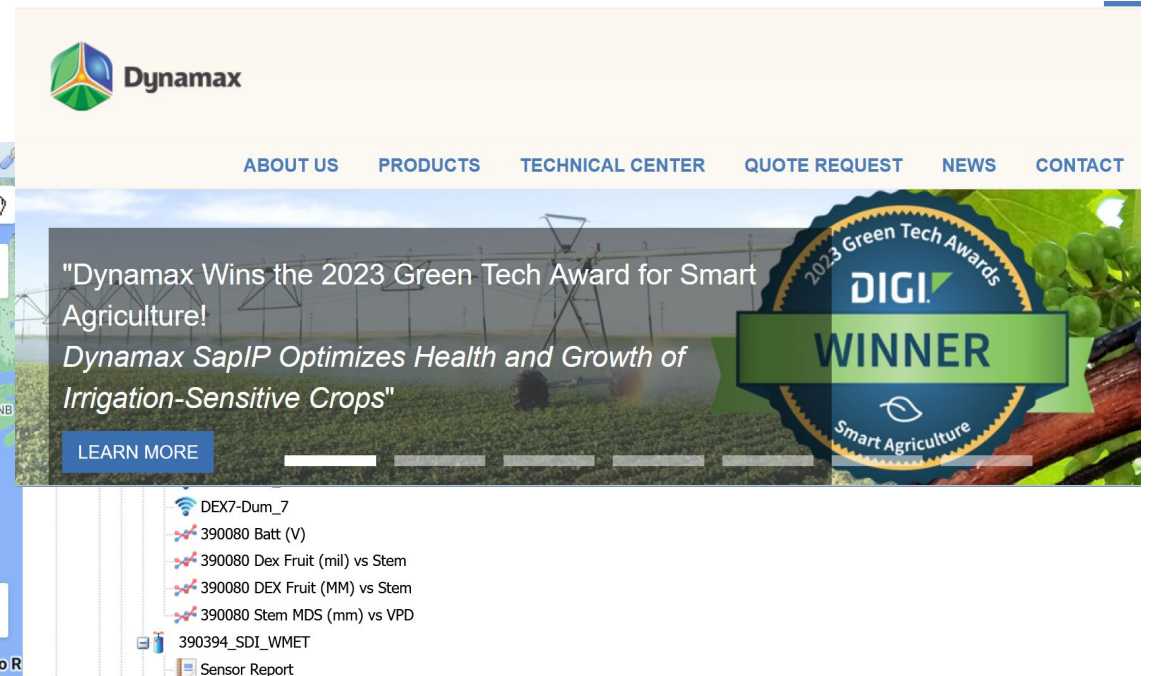 Dynamax
ABOUT US PRODUCTS TECHNICAL CENTER QUOTE REQUEST NEWS CONTACT
"Dynamax Wins the 2023 Green Tech Award for Smart
Agriculture!
Dynamax SapIP Optimizes Health and Growth of
Irrigation-Sensitive Crops"
LEARN MORE
2023 Green Tech Awards
DIGI
WINNER
Smart Agriculture
NB
DEX7-Dum_7
390080 Batt (V)
390080 Dex Fruit (mil) vs Stem
390080 DEX Fruit (MM) vs Stem
390080 Stem MDS (mm) vs VPD
390394_SDI_WMET
o R
Sensor Report